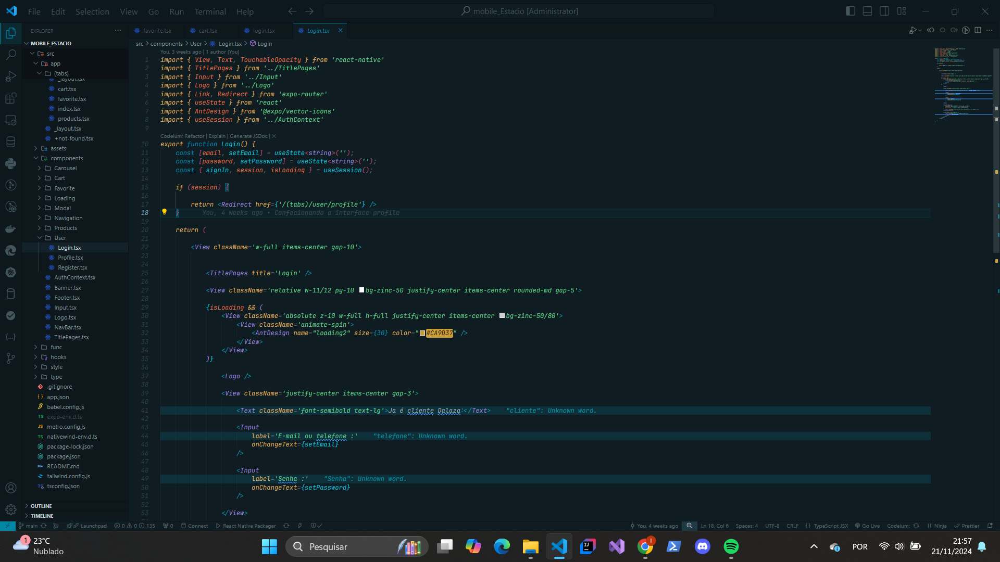 File Edit Selection View Go Run Terminal Help
mobile_Estacio [Administrator]
EXPLORER
favorite.tsx
cart.tsx
login.tsx
Login.tsx
MOBILE_ESTACIO
src
app
(tabs)
_layout.tsx
cart.tsx
favorite.tsx
index.tsx
products.tsx
_layout.tsx
+not-found.tsx
assets
components
Carousel
Cart
Favorite
Loading
Modal
Navigation
Products
User
Login.tsx
Profile.tsx
Register.tsx
AuthContext.tsx
Banner.tsx
Footer.tsx
Input.tsx
Logo.tsx
NavBar.tsx
TitlePages.tsx
func
hooks
style
type
.gitignore
app.json
babel.config.js
expo-env.d.ts
metro.config.js
nativewind-env.d.ts
package-lock.json
package.json
README.md
tailwind.config.js
tsconfig.json
OUTLINE
TIMELINE
src > components > User > Login.tsx > Login
You, 3 weeks ago | 1 author (You)
1 import { View, Text, TouchableOpacity } from 'react-native'
2 import { TitlePages } from '../TitlePages'
3 import { Input } from '../Input'
4 import { Logo } from '../Logo'
5 import { Link, Redirect } from 'expo-router'
6 import { useState } from 'react'
7 import { AntDesign } from '@expo/vector-icons'
8 import { useSession } from '../AuthContext'
9
Codeium: Refactor | Explain | Generate JSDoc | ×
10 export function Login() {
11 const [email, setEmail] = useState<string>('');
12 const [password, setPassword] = useState<string>('');
13 const { signIn, session, isLoading } = useSession();
14
15 if (session) {
16
17 return <Redirect href={'/(tabs)/user/profile'} />
18 } You, 4 weeks ago • Confecionando a interface profile
19
20 return (
21
22 <View className='w-full items-center gap-10'>
23
24
25 <TitlePages title='Login' />
26
27 <View className='relative w-11/12 py-10 bg-zinc-50 justify-center items-center rounded-md gap-5'>
28
29 {isLoading && (
30 <View className='absolute z-10 w-full h-full justify-center items-center bg-zinc-50/80'>
31 <View className='animate-spin'>
32 <AntDesign name="loading2" size={30} color="#CA9D37" />
33 </View>
34 </View>
35 )}
36
37 <Logo />
38
39 <View className='justify-center items-center gap-3'>
40
41 <Text className='font-semibold text-lg'>Ja é cliente Dalaza:</Text> "cliente": Unknown word.
42
43 <Input
44 label='E-mail ou telefone :' "telefone": Unknown word.
45 onChangeText={setEmail}
46 />
47
48 <Input
49 label='Senha :' "Senha": Unknown word.
50 onChangeText={setPassword}
51 />
52
53 </View>
main Launchpad 0 0 135 0 Connect React Native Packager
You, 4 weeks ago Ln 18, Col 6 Spaces: 4 UTF-8 CRLF {} TypeScript JSX Go Live Codeium: Ninja Prettier
1
23°C
Nublado
Pesquisar
POR
21:57
21/11/2024